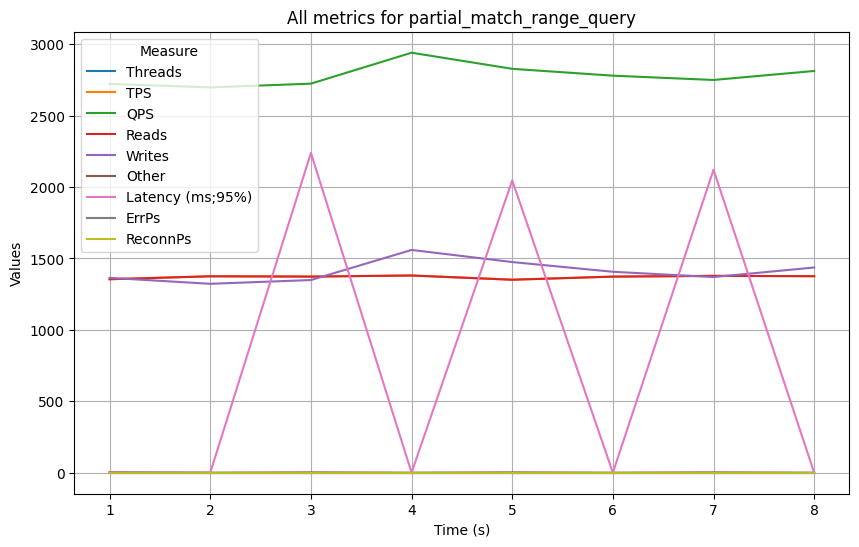 All metrics for partial_match_range_query
Measure
Threads
TPS
QPS
Reads
Writes
Other
Latency (ms;95%)
ErrPs
ReconnPs
3000
2500
2000
1500
1000
500
0
Values
1 2 3 4 5 6 7 8
Time (s)